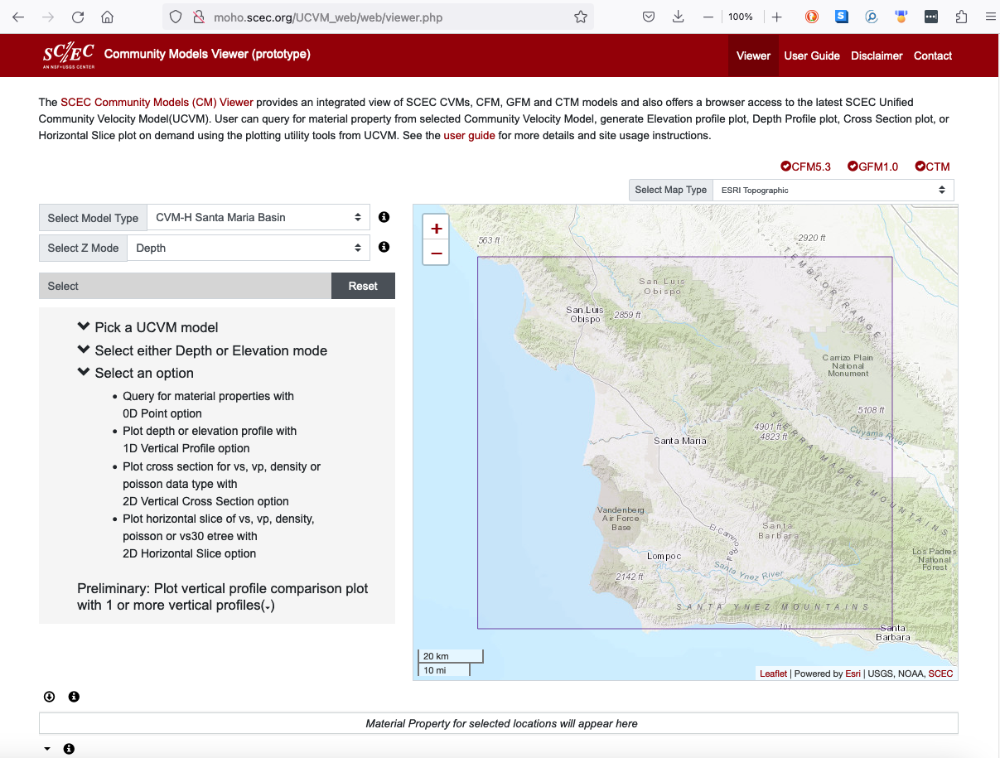 moho.scec.org/UCVM_web/web/viewer.php
100%
SC/EC
AN NSF+USGS CENTER
Community Models Viewer (prototype)
Viewer User Guide Disclaimer Contact
The SCEC Community Models (CM) Viewer provides an integrated view of SCEC CVMs, CFM, GFM and CTM models and also offers a browser access to the latest SCEC Unified
Community Velocity Model(UCVM). User can query for material property from selected Community Velocity Model, generate Elevation profile plot, Depth Profile plot, Cross Section plot, or
Horizontal Slice plot on demand using the plotting utility tools from UCVM. See the user guide for more details and site usage instructions.
CFM5.3 GFM1.0 CTM
Select Map Type ESRI Topographic
Select Model Type CVM-H Santa Maria Basin
Select Z Mode Depth
Select Reset
Pick a UCVM model
Select either Depth or Elevation mode
Select an option
• Query for material properties with
0D Point option
• Plot depth or elevation profile with
1D Vertical Profile option
• Plot cross section for vs, vp, density or
poisson data type with
2D Vertical Cross Section option
• Plot horizontal slice of vs, vp, density,
poisson or vs30 etree with
2D Horizontal Slice option
Preliminary: Plot vertical profile comparison plot
with 1 or more vertical profiles(⌄)
+
−
563 ft
2920 ft
TEMBLOR RANGE
San Luis
Obispo
San Luis
Obispo
2859 ft
Carrizo Plain
National
Monument
5108 ft
4901 ft
4823 ft
Cuyama River
Santa Maria
SIERRA MADRE MOUNTAINS
Vandenberg
Air Force
Base
El Camino Real
Santa
Barbara
Lompoc
Los Padres
National
Forest
2142 ft
Santa Ynez River
SANTA YNEZ MOUNTAINS
101
Santa
Barbara
20 km
10 mi
Leaflet | Powered by Esri | USGS, NOAA, SCEC
Material Property for selected locations will appear here